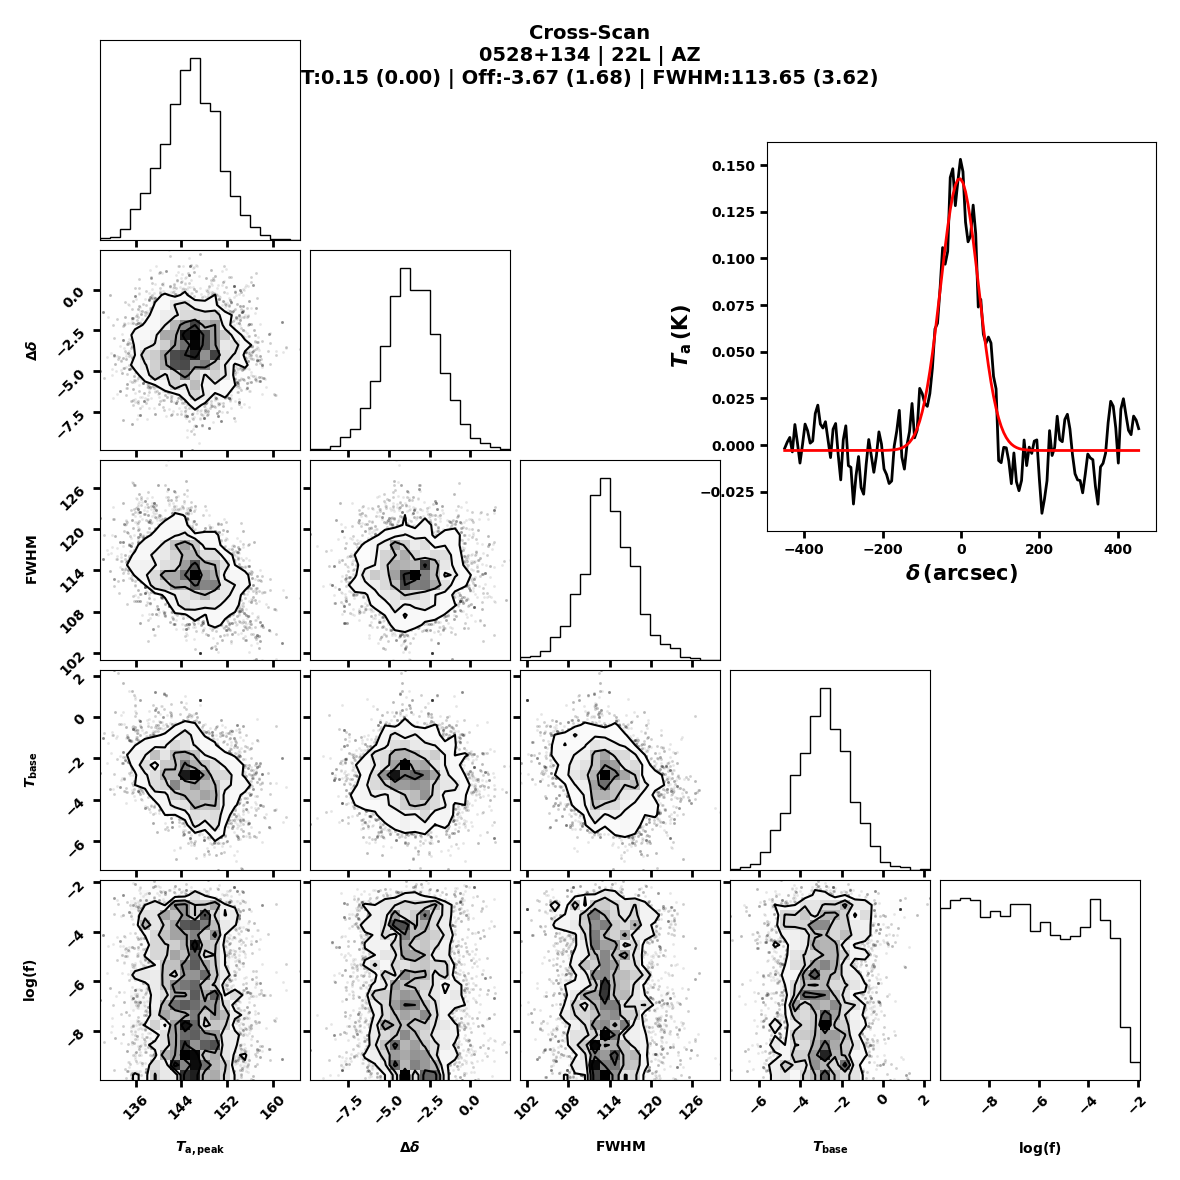 Cross-Scan
0528+134 | 22L | AZ
T:0.15 (0.00) | Off:-3.67 (1.68) | FWHM:113.65 (3.62)
0.150
0.125
0.100
0.075
0.050
0.025
0.000
−0.025
Ta (K)
−400 −200 0 200 400
δ (arcsec)
0.0
−2.5
−5.0
−7.5
Δδ
126
120
114
108
102
FWHM
2
0
−2
−4
−6
Tbase
−2
−4
−6
−8
log(f)
136 144 152 160 −7.5 −5.0 −2.5 0.0 102 108 114 120 126 −6 −4 −2 0 2 −8 −6 −4 −2
Ta,peak Δδ FWHM Tbase log(f)